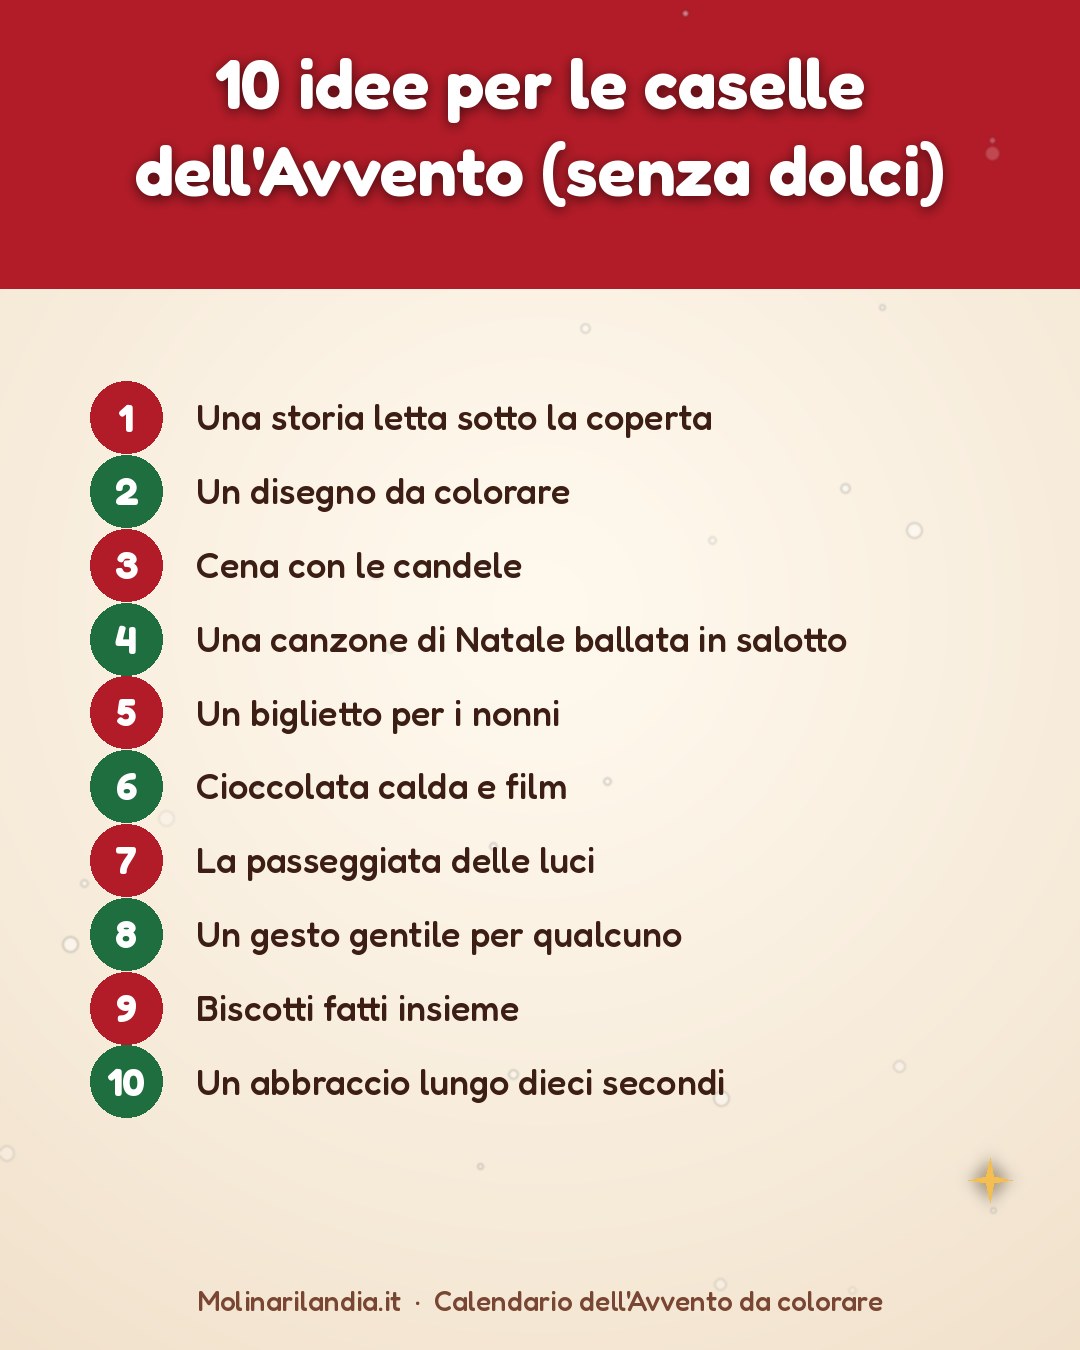 10 idee per le caselle
dell'Avvento (senza dolci)
1 Una storia letta sotto la coperta
2 Un disegno da colorare
3 Cena con le candele
4 Una canzone di Natale ballata in salotto
5 Un biglietto per i nonni
6 Cioccolata calda e film
7 La passeggiata delle luci
8 Un gesto gentile per qualcuno
9 Biscotti fatti insieme
10 Un abbraccio lungo dieci secondi
Molinarilandia.it · Calendario dell'Avvento da colorare